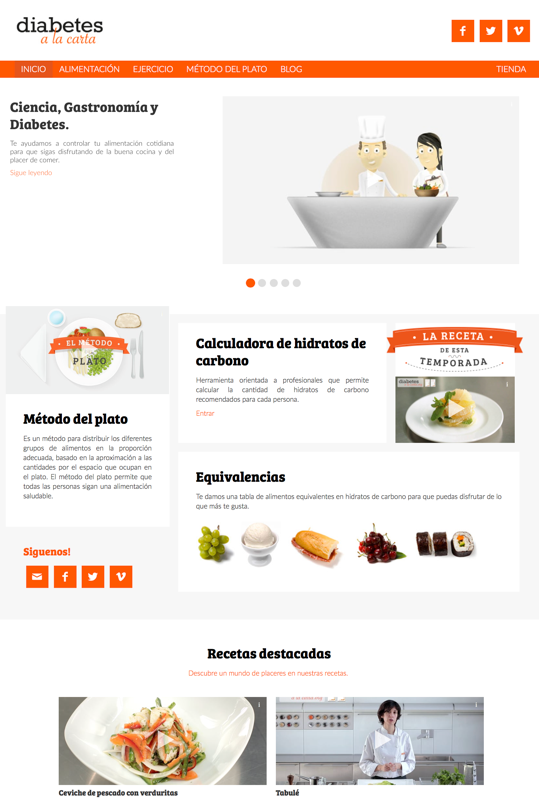 diabetes
a la carta
INICIO ALIMENTACIÓN EJERCICIO MÉTODO DEL PLATO BLOG TIENDA
Ciencia, Gastronomía y
Diabetes.
Te ayudamos a controlar tu alimentación cotidiana
para que sigas disfrutando de la buena cocina y del
placer de comer.
Sigue leyendo
EL MÉTODO
PLATO
Método del plato
Es un método para distribuir los diferentes
grupos de alimentos en la proporción
adecuada, basado en la aproximación a las
cantidades por el espacio que ocupan en
el plato. El método del plato permite que
todas las personas sigan una alimentación
saludable.
Calculadora de hidratos de
carbono
Herramienta orientada a profesionales que permite
calcular la cantidad de hidratos de carbono
recomendados para cada persona.
Entrar
LA RECETA
DE ESTA
TEMPORADA
diabetes
Equivalencias
Te damos una tabla de alimentos equivalentes en hidratos de carbono para que puedas disfrutar de lo
que más te gusta.
Síguenos!
Recetas destacadas
Descubre un mundo de placeres en nuestras recetas.
Ceviche de pescado con verduritas
Tabulé